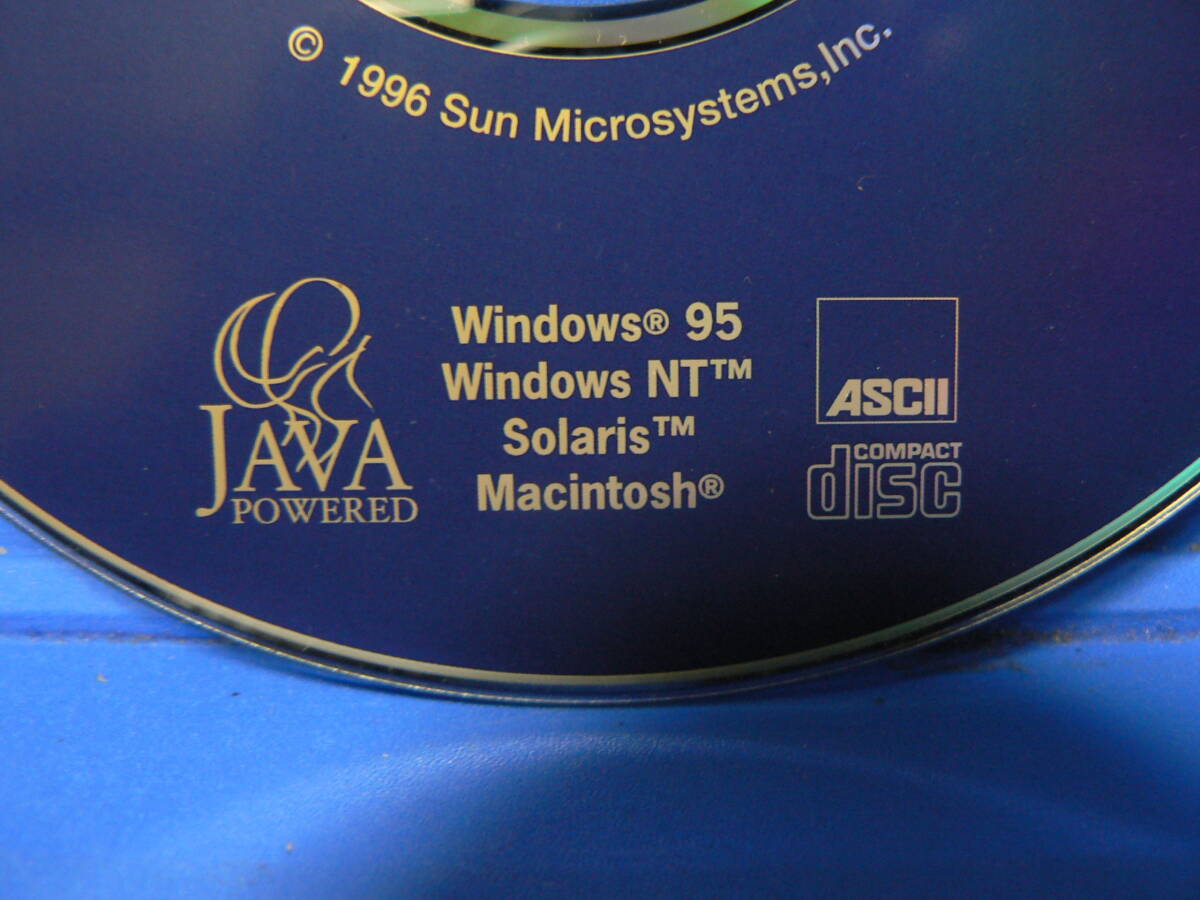 © 1996 Sun Microsystems,Inc.
JAVA
POWERED
Windows® 95
Windows NT™
Solaris™
Macintosh®
ASCII
COMPACT
disc